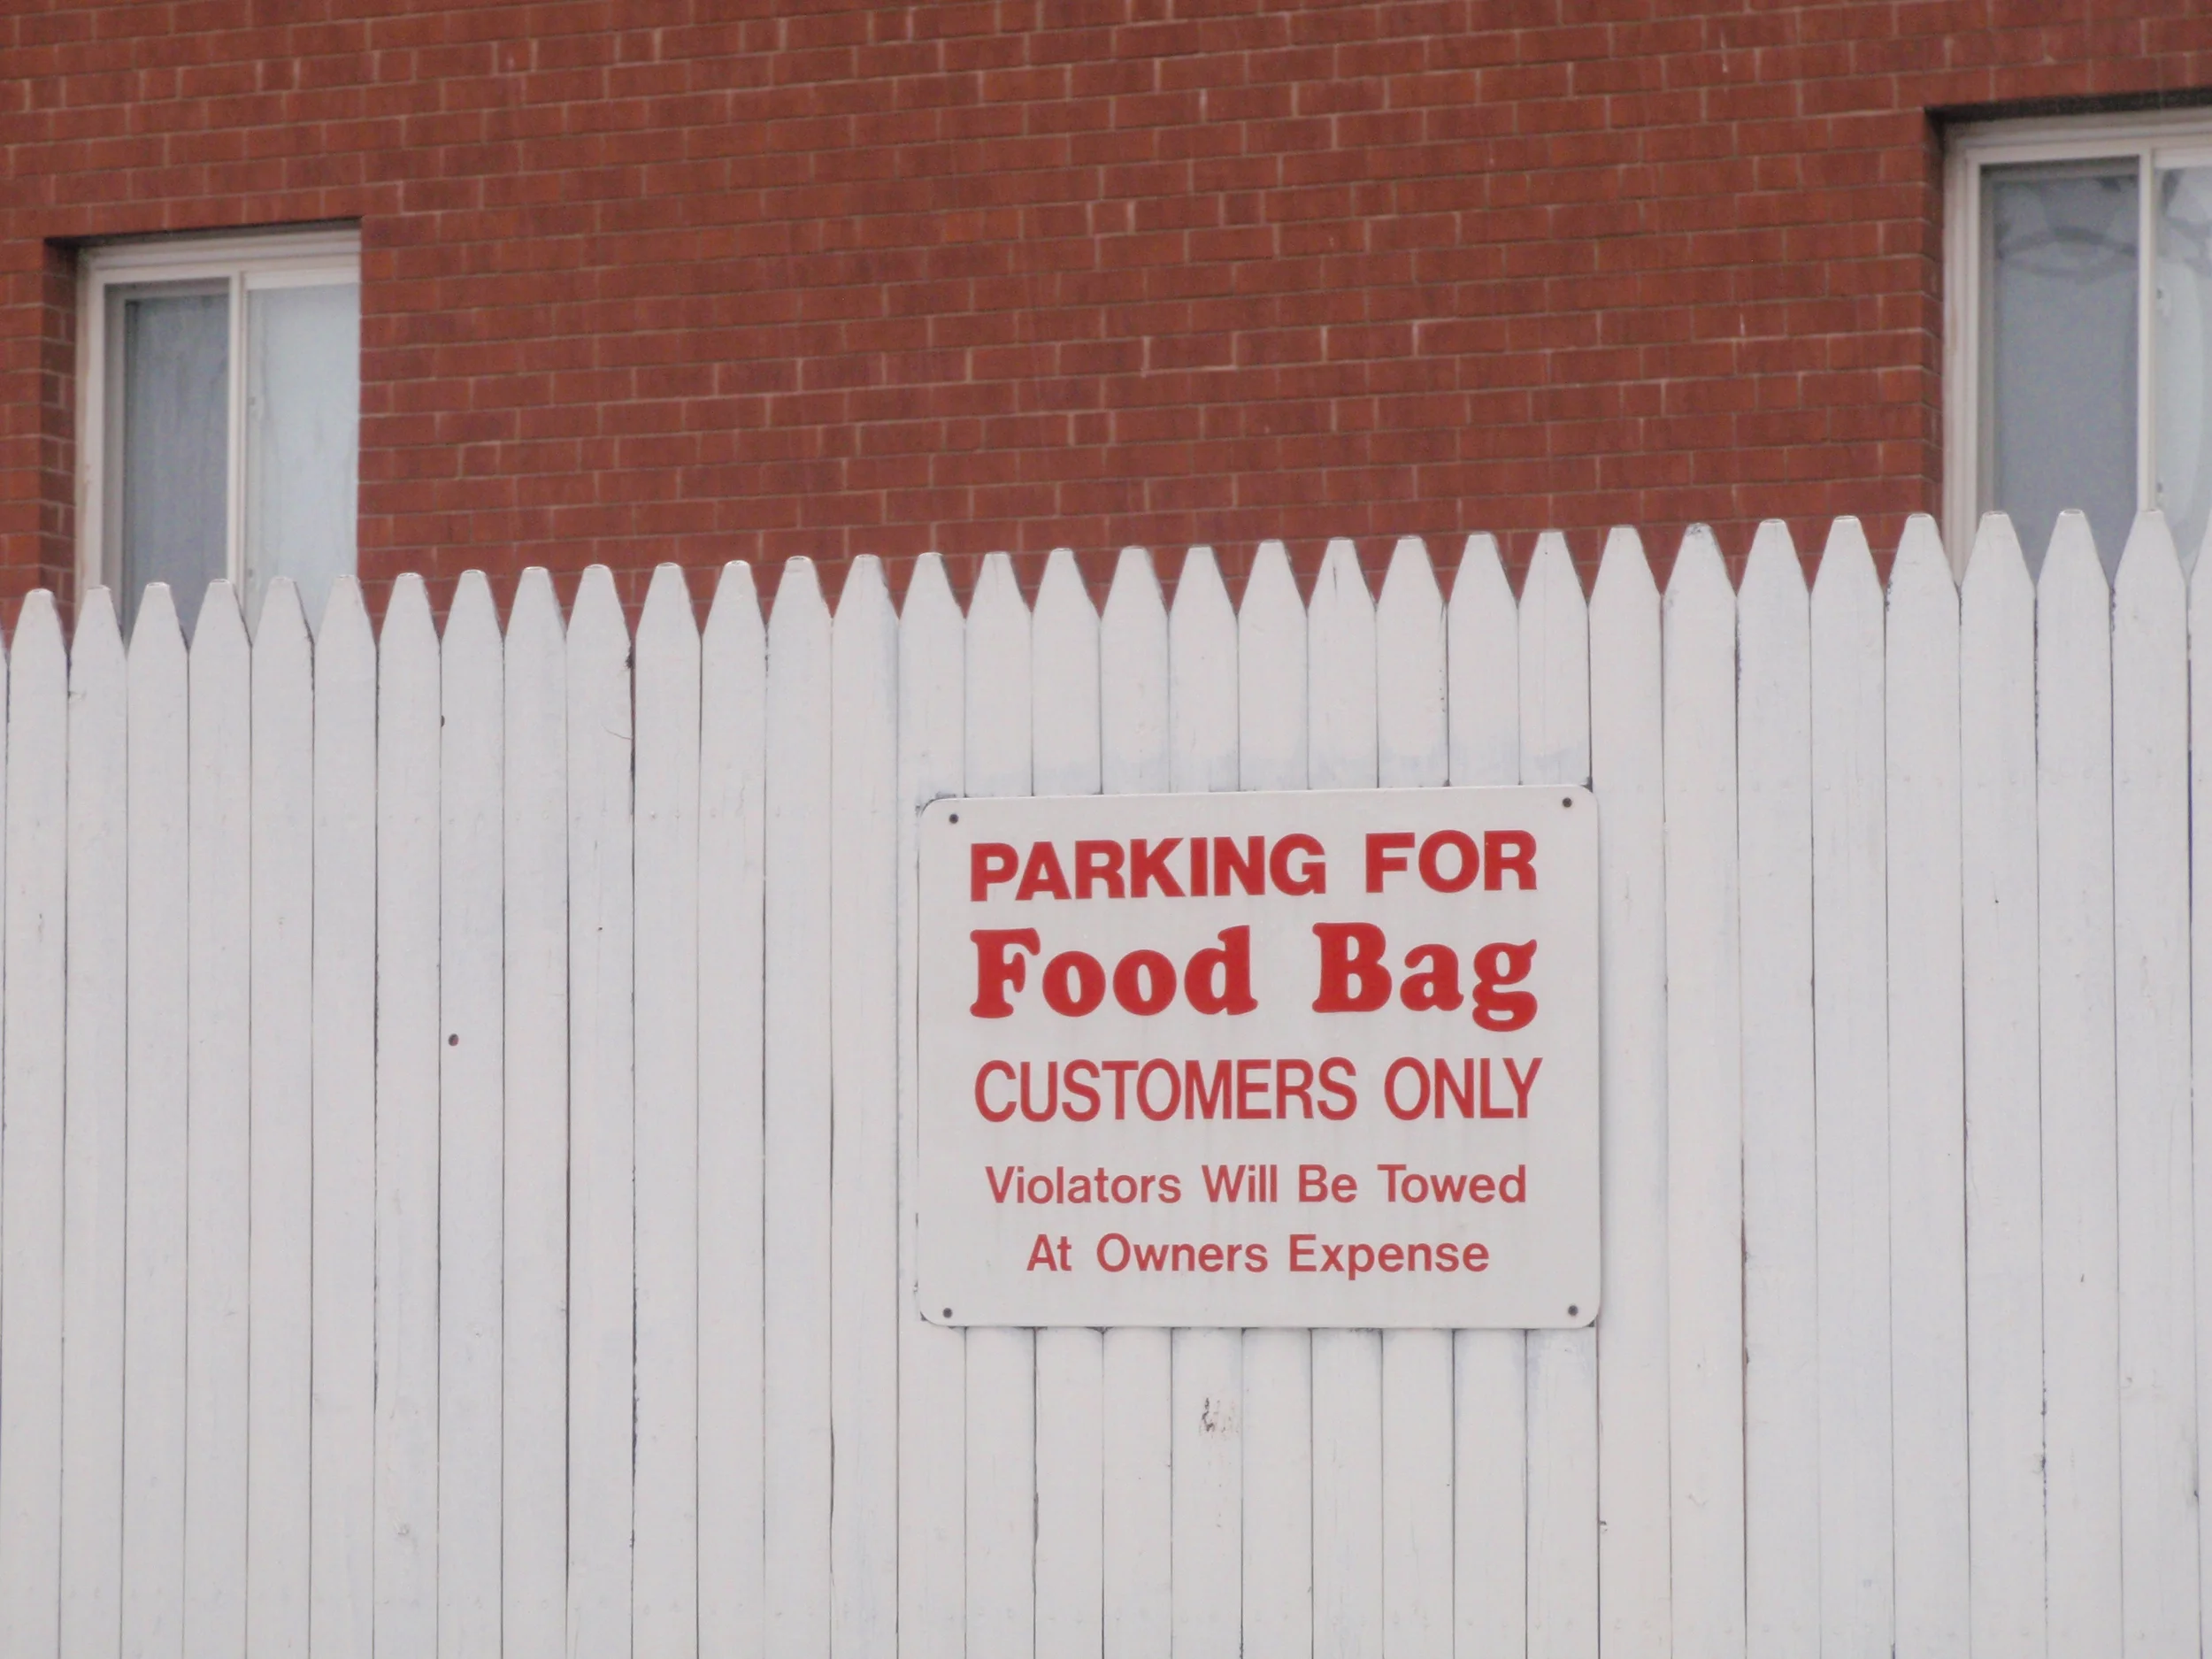 PARKING FOR
Food Bag
CUSTOMERS ONLY
Violators Will Be Towed
At Owners Expense